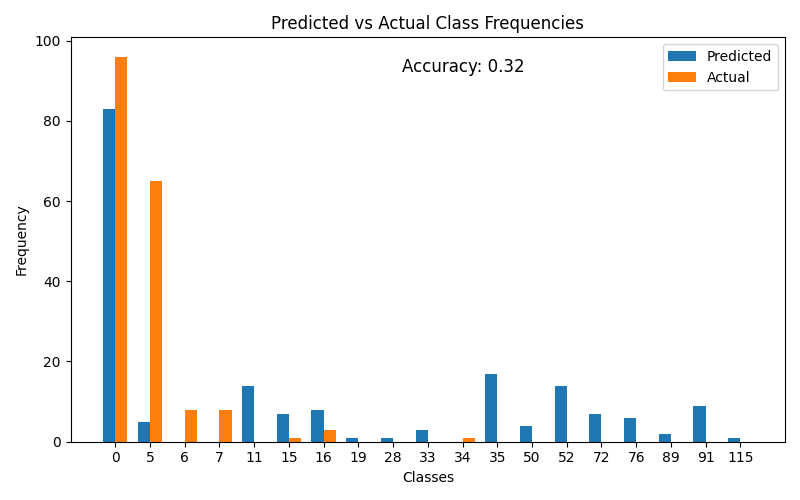 Predicted vs Actual Class Frequencies
Accuracy: 0.32
Predicted
Actual
Frequency
100
80
60
40
20
0
0 5 6 7 11 15 16 19 28 33 34 35 50 52 72 76 89 91 115
Classes